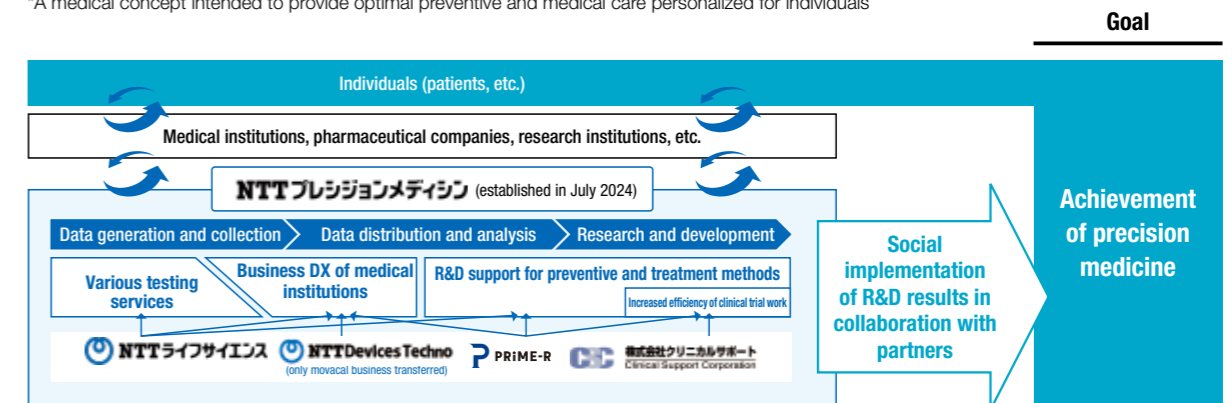 *A medical concept intended to provide optimal preventive and medical care personalized for individuals
Goal
Individuals (patients, etc.)
Medical institutions, pharmaceutical companies, research institutions, etc.
NTTプレシジョンメディシン (established in July 2024)
Data generation and collection
Data distribution and analysis
Research and development
Various testing
services
Business DX of medical
institutions
R&D support for preventive and treatment methods
Increased efficiency of clinical trial work
NTTライフサイエンス
NTT Devices Techno
(only movacal business transferred)
PRiME-R
CSC
株式会社クリニカルサポート
Clinical Support Corporation
Social
implementation
of R&D results in
collaboration with
partners
Achievement
of precision
medicine